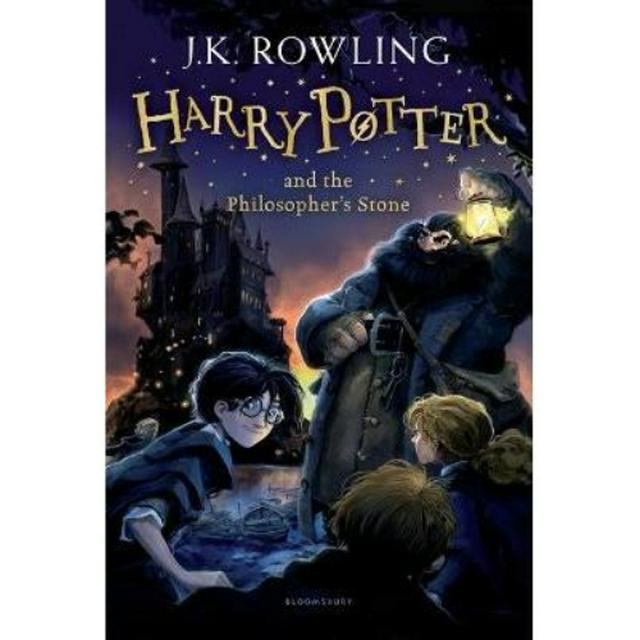 J.K. ROWLING
HARRY POTTER
and the
Philosopher's Stone
BLOOMSBURY